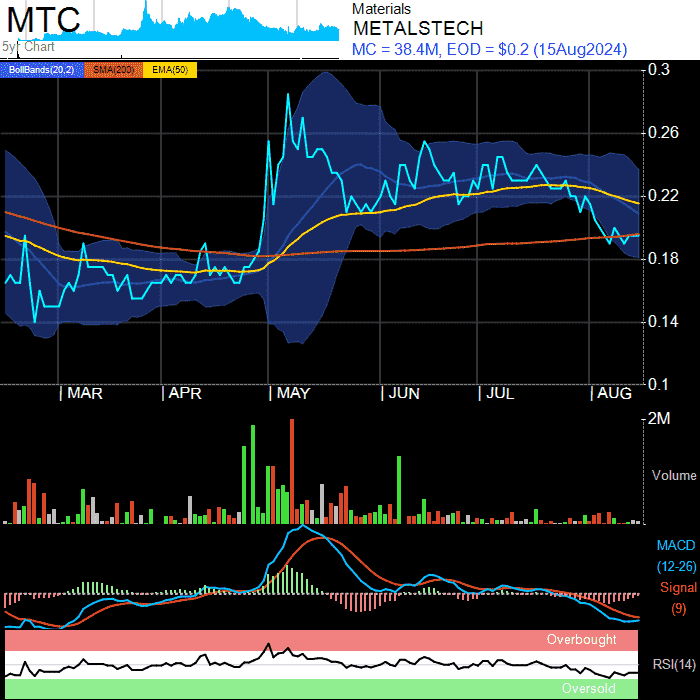 MTC
5yr Chart
Materials
METALSTECH
MC = 38.4M, EOD = $0.2 (15Aug2024)
BollBands(20,2) SMA(200) EMA(50)
0.3
0.26
0.22
0.18
0.14
0.1
MAR APR MAY JUN JUL AUG
2M
Volume
MACD
(12-26)
Signal
(9)
Overbought
RSI(14)
Oversold